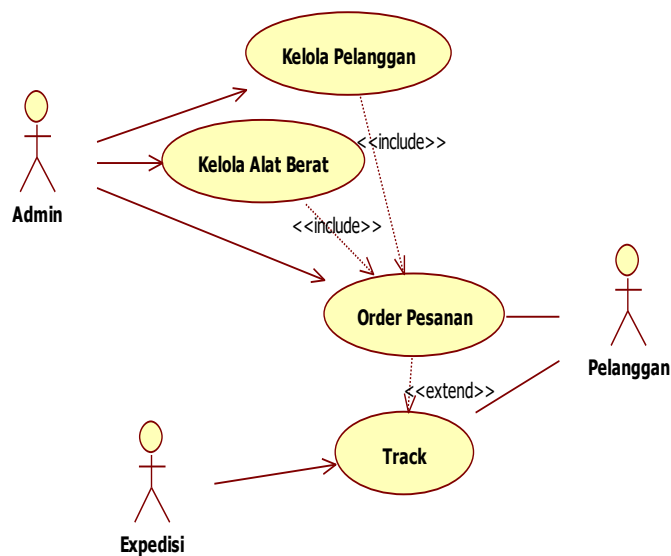 Kelola Pelanggan
<<include>>
Kelola Alat Berat
Admin
<<include>>
Order Pesanan
Pelanggan
<<extend>>
Track
Expedisi